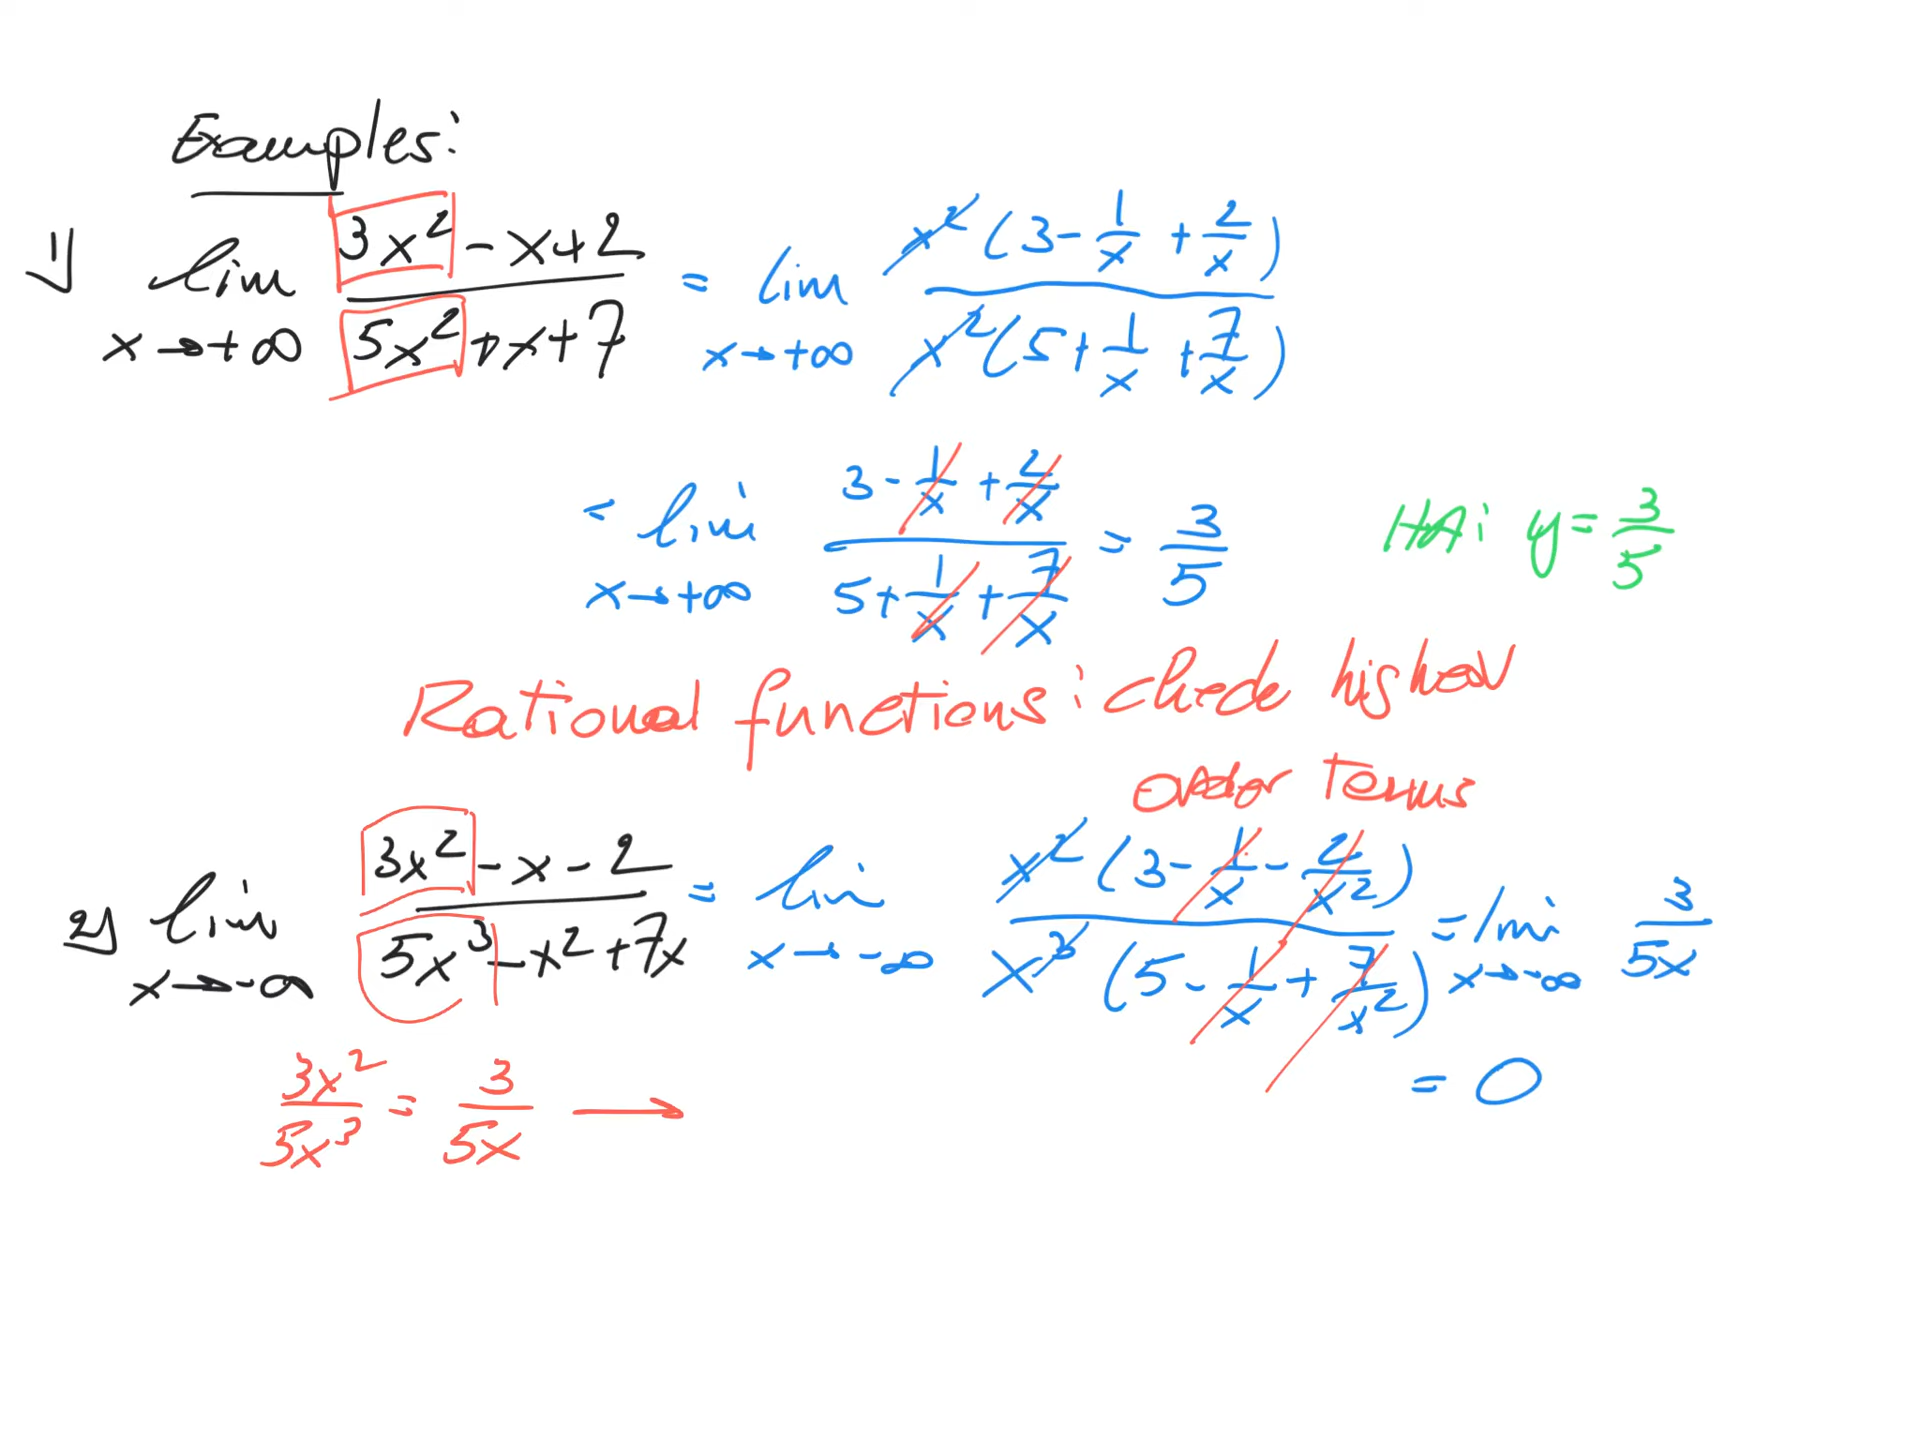 Examples:
1) lim x→+∞ (3x² - x + 2)/(5x² + x + 7) = lim x→+∞ x²(3 - 1/x + 2/x)/x²(5 + 1/x + 7/x)
= lim x→+∞ (3 - 1/x + 2/x)/(5 + 1/x + 7/x) = 3/5 HA: y = 3/5
Rational functions: check highest
order terms
2) lim x→-∞ (3x² - x - 2)/(5x³ - x² + 7x) = lim x→-∞ x²(3 - 1/x - 2/x²)/x³(5 - 1/x + 7/x²) = lim x→-∞ 3/5x
3x²/5x³ = 3/5x → = 0